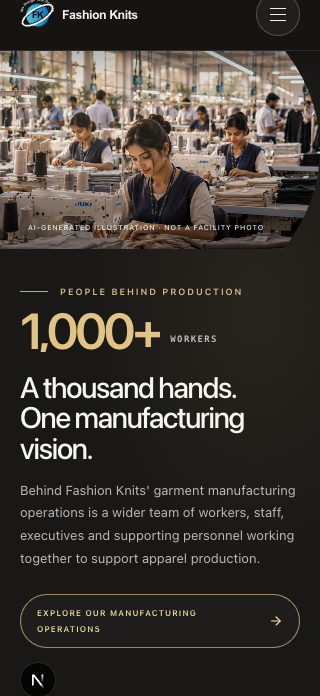 FK
Fashion Knits
JUKI
AI-GENERATED ILLUSTRATION · NOT A FACILITY PHOTO
PEOPLE BEHIND PRODUCTION
1,000+ WORKERS
A thousand hands.
One manufacturing
vision.
Behind Fashion Knits' garment manufacturing
operations is a wider team of workers, staff,
executives and supporting personnel working
together to support apparel production.
EXPLORE OUR MANUFACTURING
OPERATIONS
N